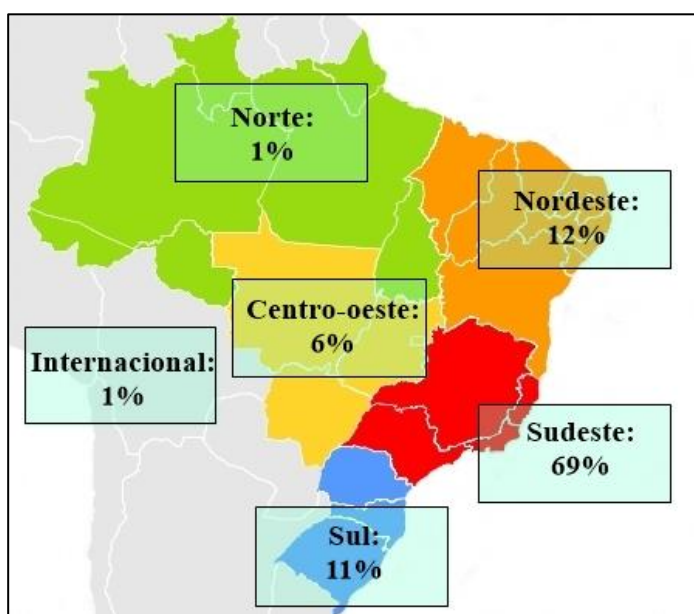 Norte:
1%
Nordeste:
12%
Centro-oeste:
6%
Internacional:
1%
Sudeste:
69%
Sul:
11%